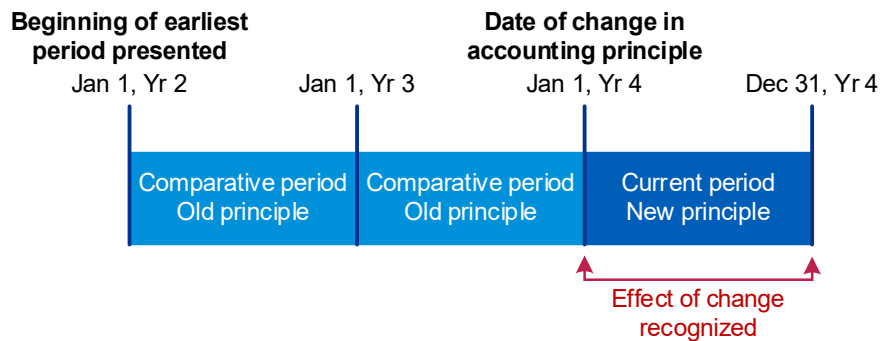 Beginning of earliest
period presented
Date of change in
accounting principle
Jan 1, Yr 2
Jan 1, Yr 3
Jan 1, Yr 4
Dec 31, Yr 4
Comparative period
Old principle
Comparative period
Old principle
Current period
New principle
Effect of change
recognized